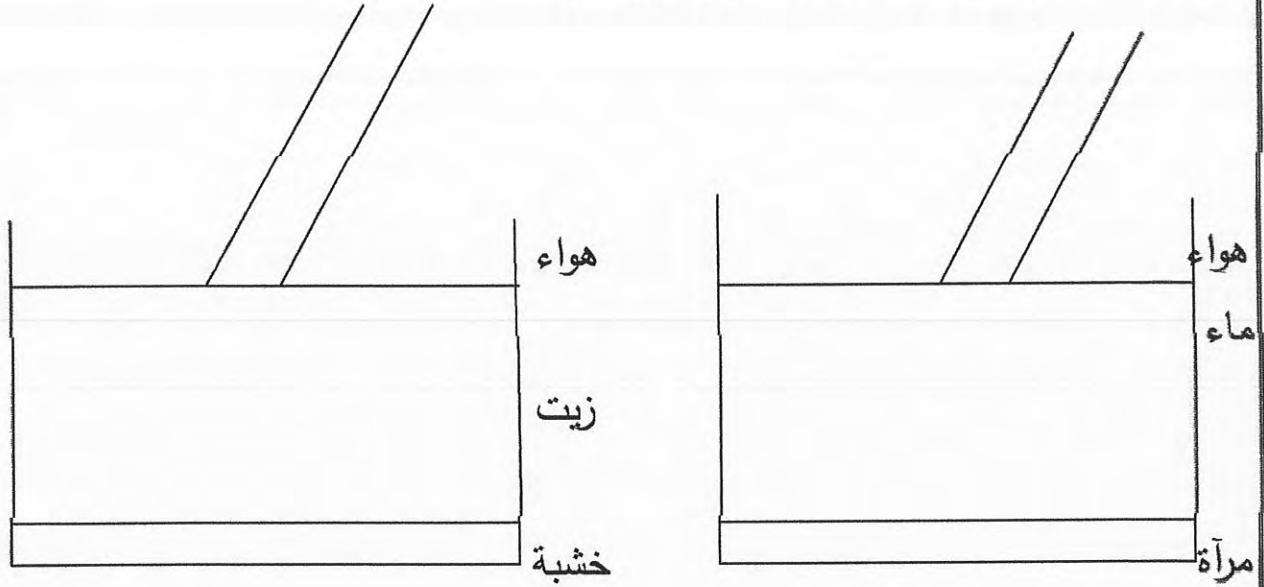 هواء
ماء
مرآة
هواء
زيت
خشبة